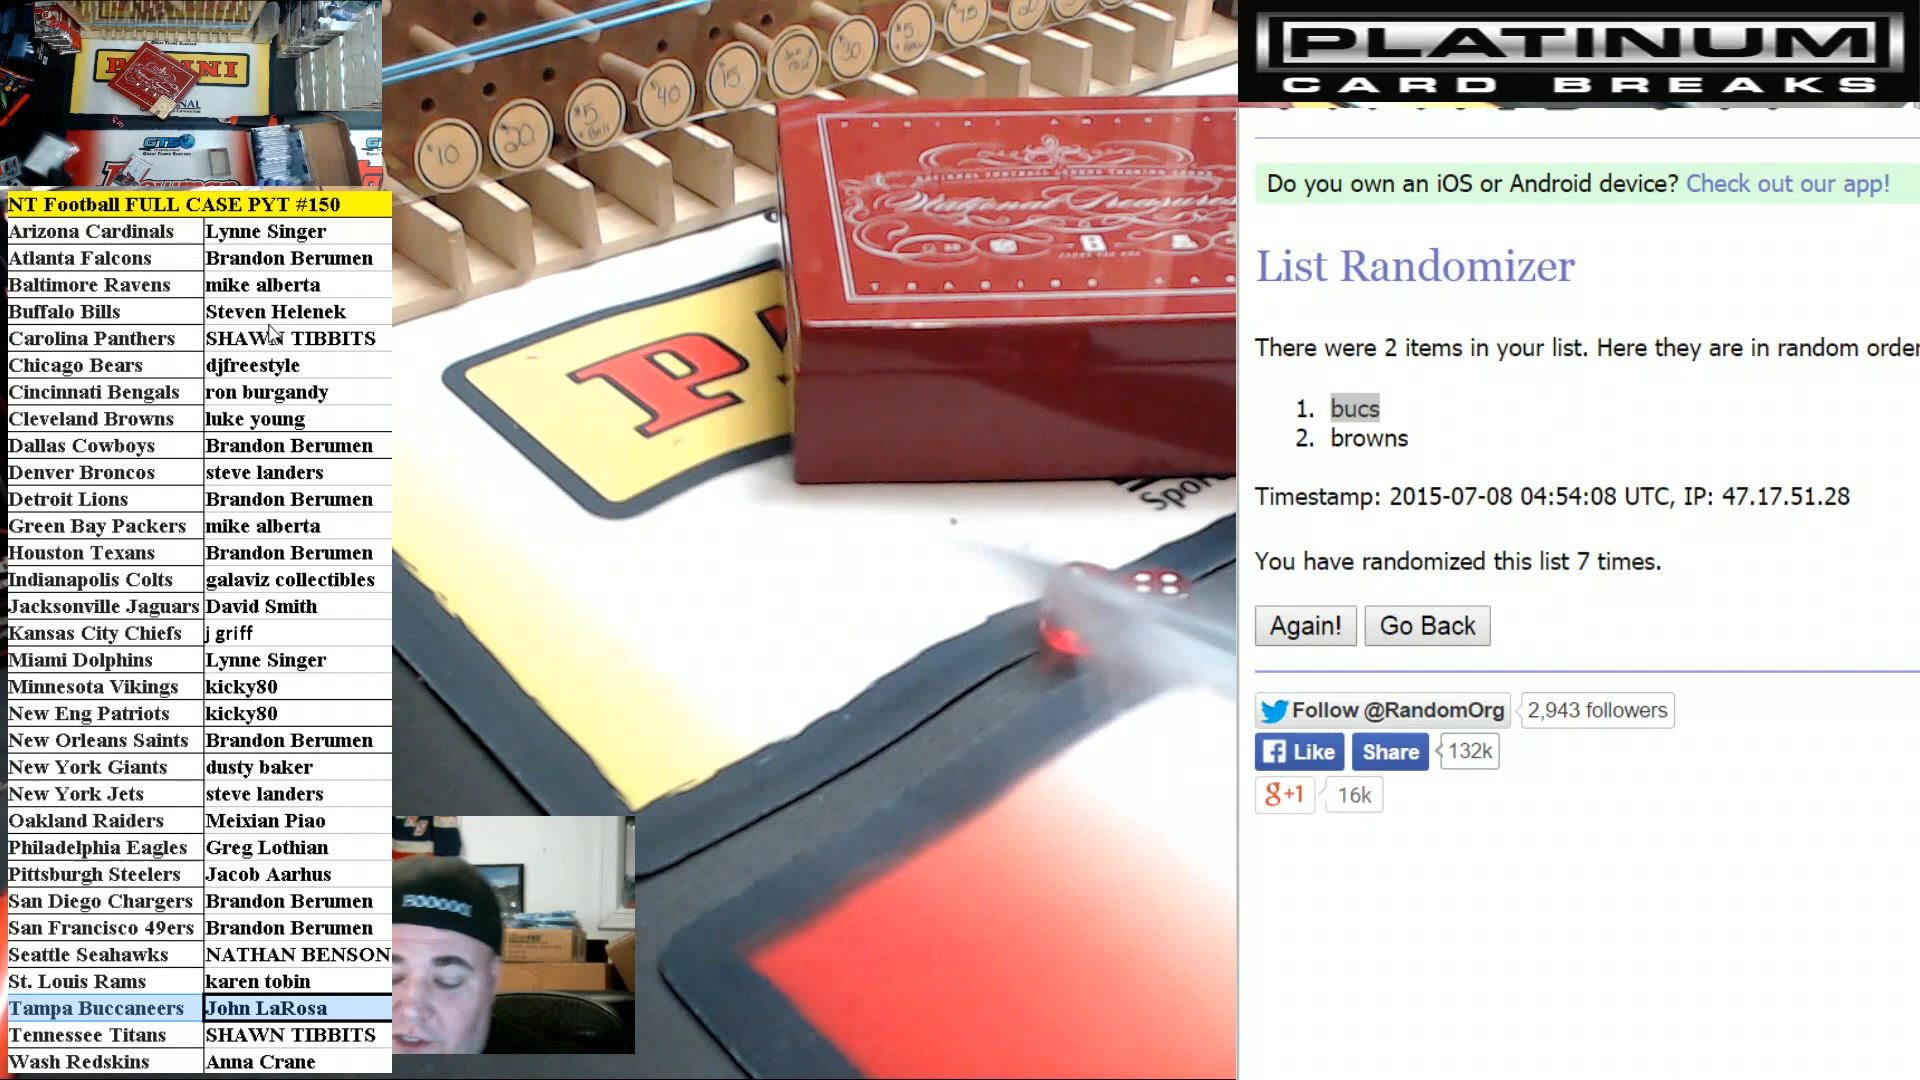 PANINI
GTS
NT Football FULL CASE PYT #150
Arizona Cardinals Lynne Singer
Atlanta Falcons Brandon Berumen
Baltimore Ravens mike alberta
Buffalo Bills Steven Helenek
Carolina Panthers SHAWN TIBBITS
Chicago Bears djfreestyle
Cincinnati Bengals ron burgandy
Cleveland Browns luke young
Dallas Cowboys Brandon Berumen
Denver Broncos steve landers
Detroit Lions Brandon Berumen
Green Bay Packers mike alberta
Houston Texans Brandon Berumen
Indianapolis Colts galaviz collectibles
Jacksonville Jaguars David Smith
Kansas City Chiefs j griff
Miami Dolphins Lynne Singer
Minnesota Vikings kicky80
New Eng Patriots kicky80
New Orleans Saints Brandon Berumen
New York Giants dusty baker
New York Jets steve landers
Oakland Raiders Meixian Piao
Philadelphia Eagles Greg Lothian
Pittsburgh Steelers Jacob Aarhus
San Diego Chargers Brandon Berumen
San Francisco 49ers Brandon Berumen
Seattle Seahawks NATHAN BENSON
St. Louis Rams karen tobin
Tampa Buccaneers John LaRosa
Tennessee Titans SHAWN TIBBITS
Wash Redskins Anna Crane
$10
$20
$5
$40
$15
$30
$5
$75
National Treasures
P
Spo
PLATINUM
CARD BREAKS
Do you own an iOS or Android device? Check out our app!
List Randomizer
There were 2 items in your list. Here they are in random order
1. bucs
2. browns
Timestamp: 2015-07-08 04:54:08 UTC, IP: 47.17.51.28
You have randomized this list 7 times.
Again! Go Back
Follow @RandomOrg 2,943 followers
Like Share 132k
g+1 16k